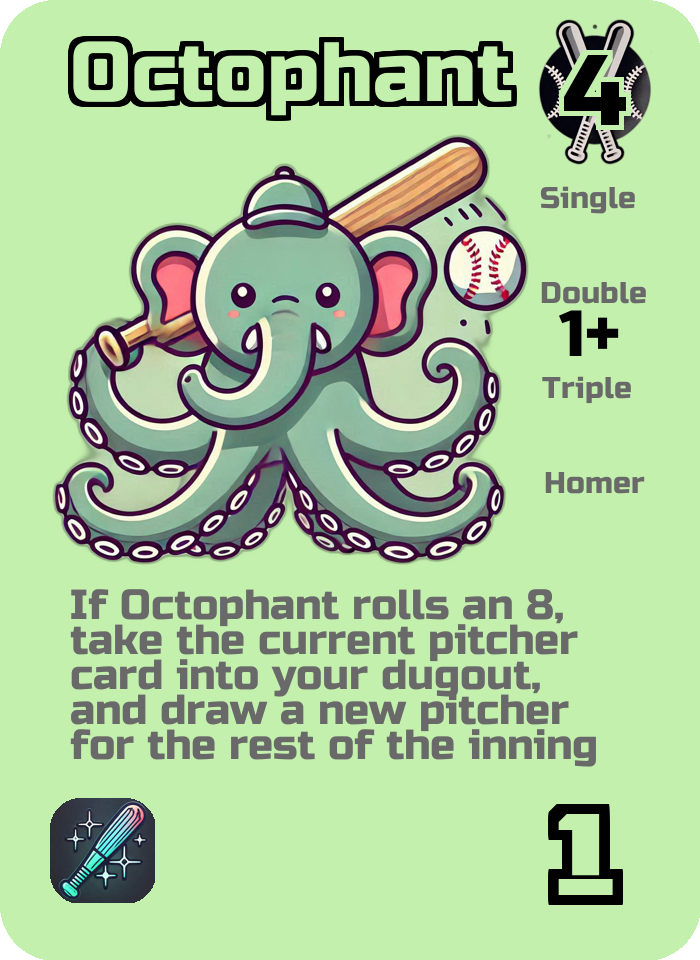 Octophant
4
Single
Double
1+
Triple
Homer
If Octophant rolls an 8,
take the current pitcher
card into your dugout,
and draw a new pitcher
for the rest of the inning
1